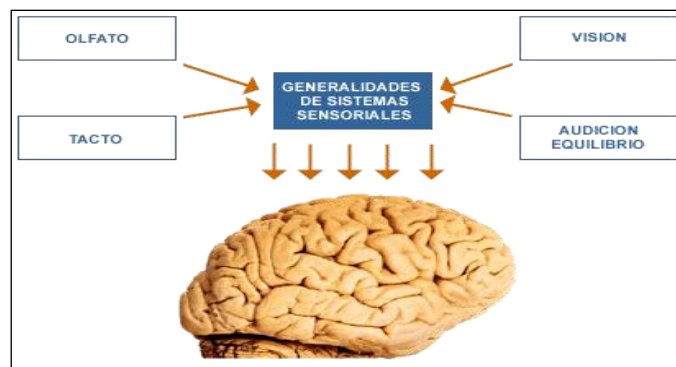 OLFATO
VISION
GENERALIDADES
DE SISTEMAS
SENSORIALES
TACTO
AUDICION
EQUILIBRIO